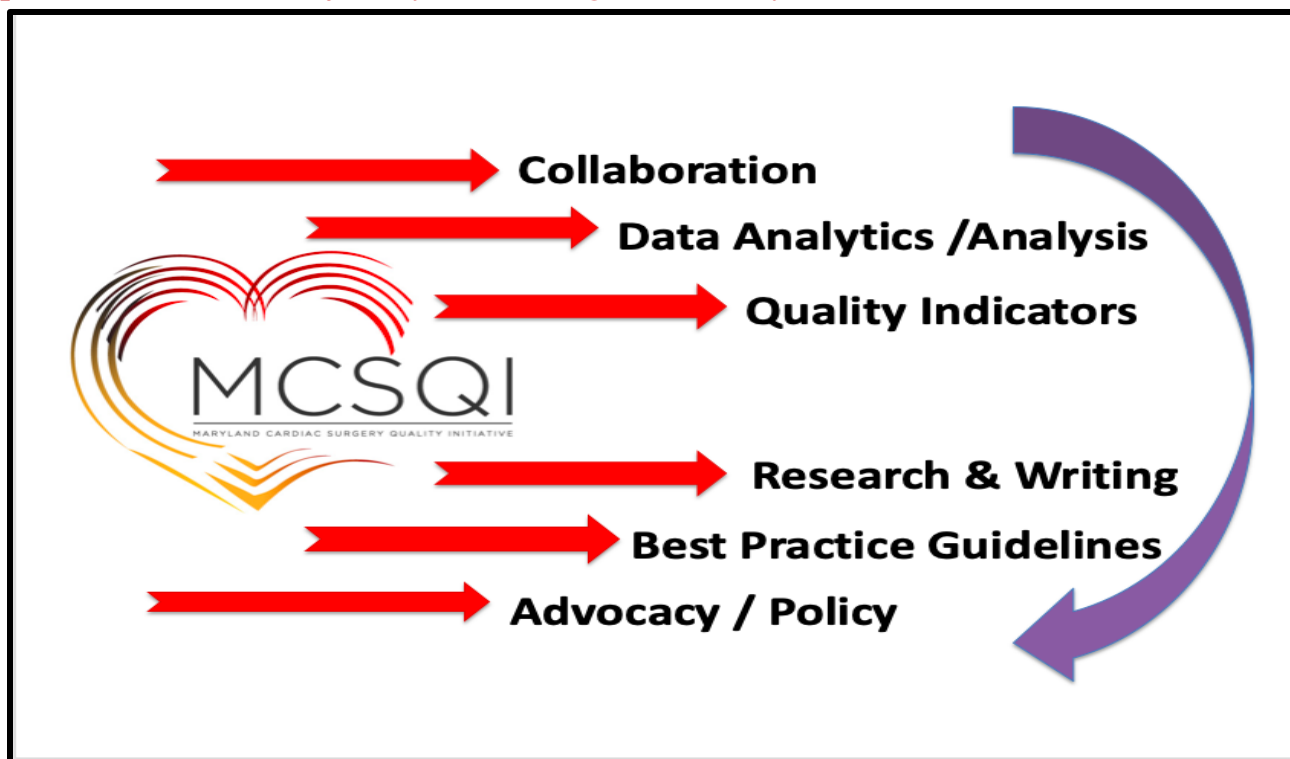 Collaboration
Data Analytics /Analysis
Quality Indicators
MCSQI
MARYLAND CARDIAC SURGERY QUALITY INITIATIVE
Research & Writing
Best Practice Guidelines
Advocacy / Policy